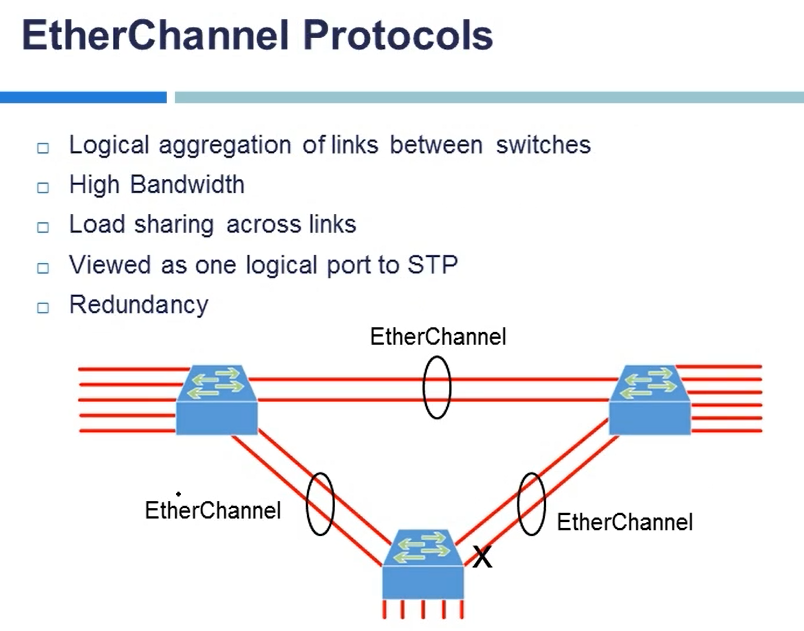 EtherChannel Protocols
Logical aggregation of links between switches
High Bandwidth
Load sharing across links
Viewed as one logical port to STP
Redundancy
EtherChannel
EtherChannel
EtherChannel
X